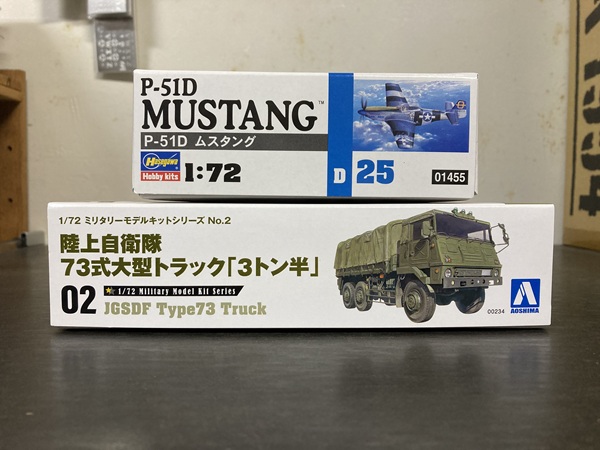 P-51D
MUSTANG™
P-51D ムスタング
Hasegawa
Hobby kits
1:72
D 25
01455
1/72 ミリタリーモデルキットシリーズ No.2
陸上自衛隊
73式大型トラック「3トン半」
02
1/72 Military Model Kit Series
JGSDF Type73 Truck
00234
AOSHIMA